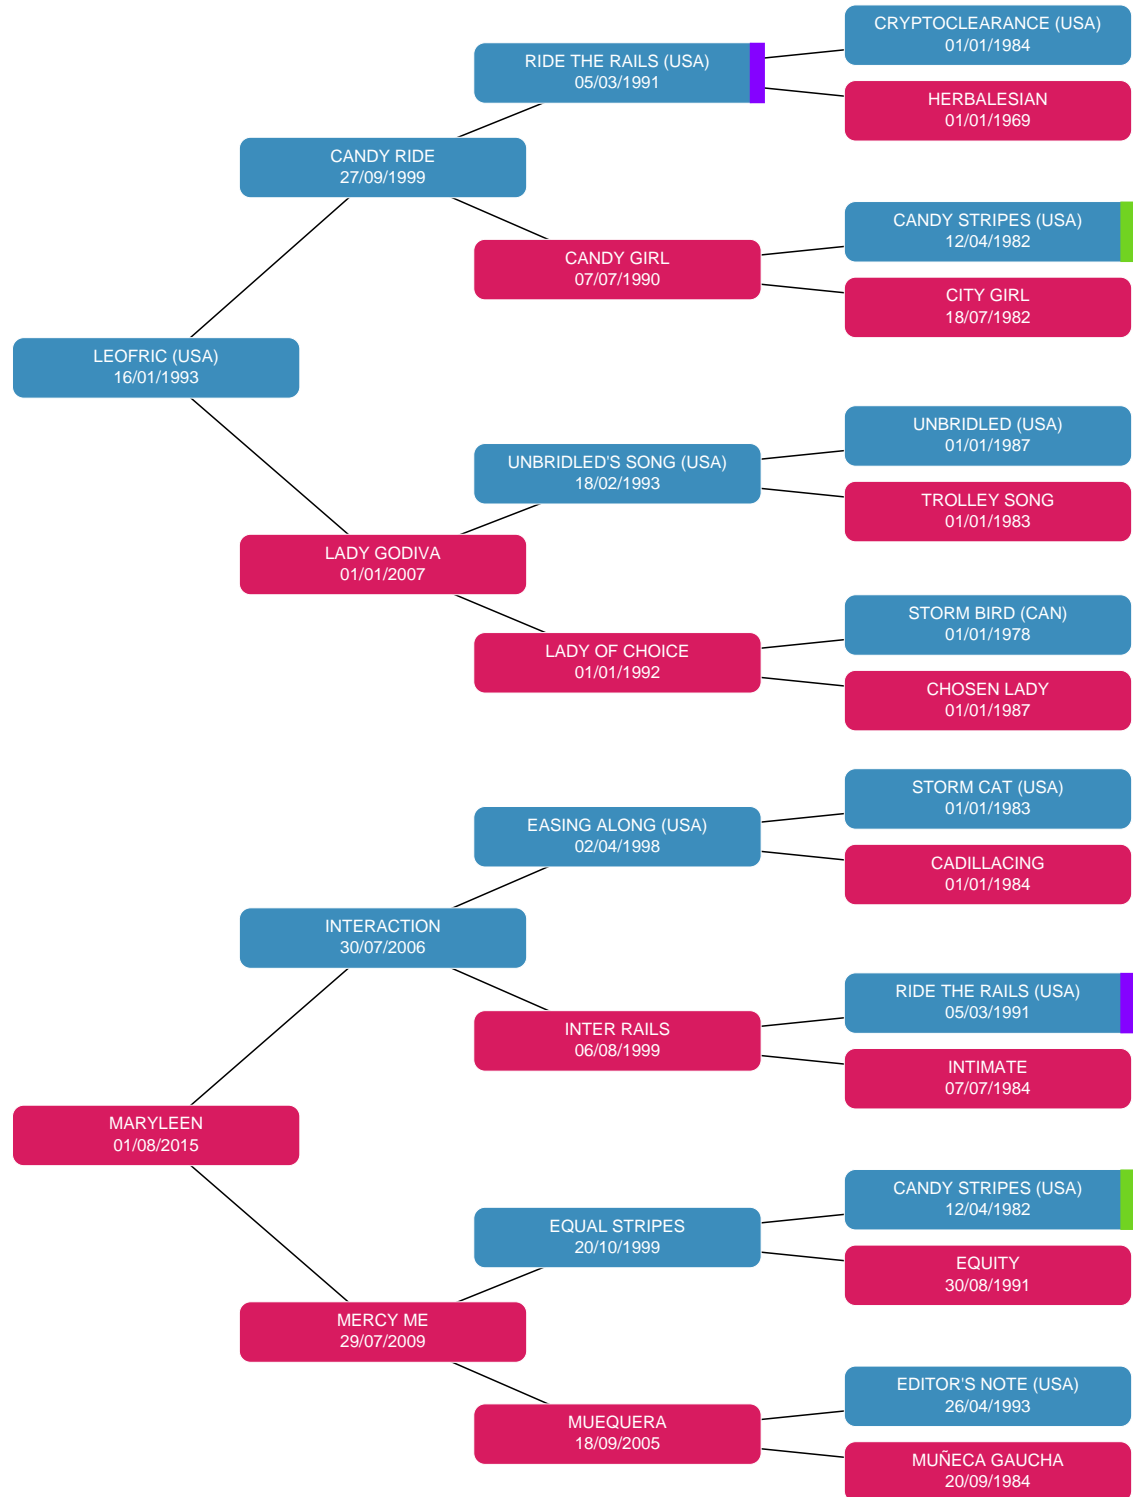 CRYPTOCLEARANCE (USA)
01/01/1984
RIDE THE RAILS (USA)
05/03/1991
HERBALESIAN
01/01/1969
CANDY RIDE
27/09/1999
CANDY STRIPES (USA)
12/04/1982
CANDY GIRL
07/07/1990
CITY GIRL
18/07/1982
LEOFRIC (USA)
16/01/1993
UNBRIDLED (USA)
01/01/1987
UNBRIDLED'S SONG (USA)
18/02/1993
TROLLEY SONG
01/01/1983
LADY GODIVA
01/01/2007
STORM BIRD (CAN)
01/01/1978
LADY OF CHOICE
01/01/1992
CHOSEN LADY
01/01/1987
STORM CAT (USA)
01/01/1983
EASING ALONG (USA)
02/04/1998
CADILLACING
01/01/1984
INTERACTION
30/07/2006
RIDE THE RAILS (USA)
05/03/1991
INTER RAILS
06/08/1999
INTIMATE
07/07/1984
MARYLEEN
01/08/2015
CANDY STRIPES (USA)
12/04/1982
EQUAL STRIPES
20/10/1999
EQUITY
30/08/1991
MERCY ME
29/07/2009
EDITOR'S NOTE (USA)
26/04/1993
MUEQUERA
18/09/2005
MUÑECA GAUCHA
20/09/1984